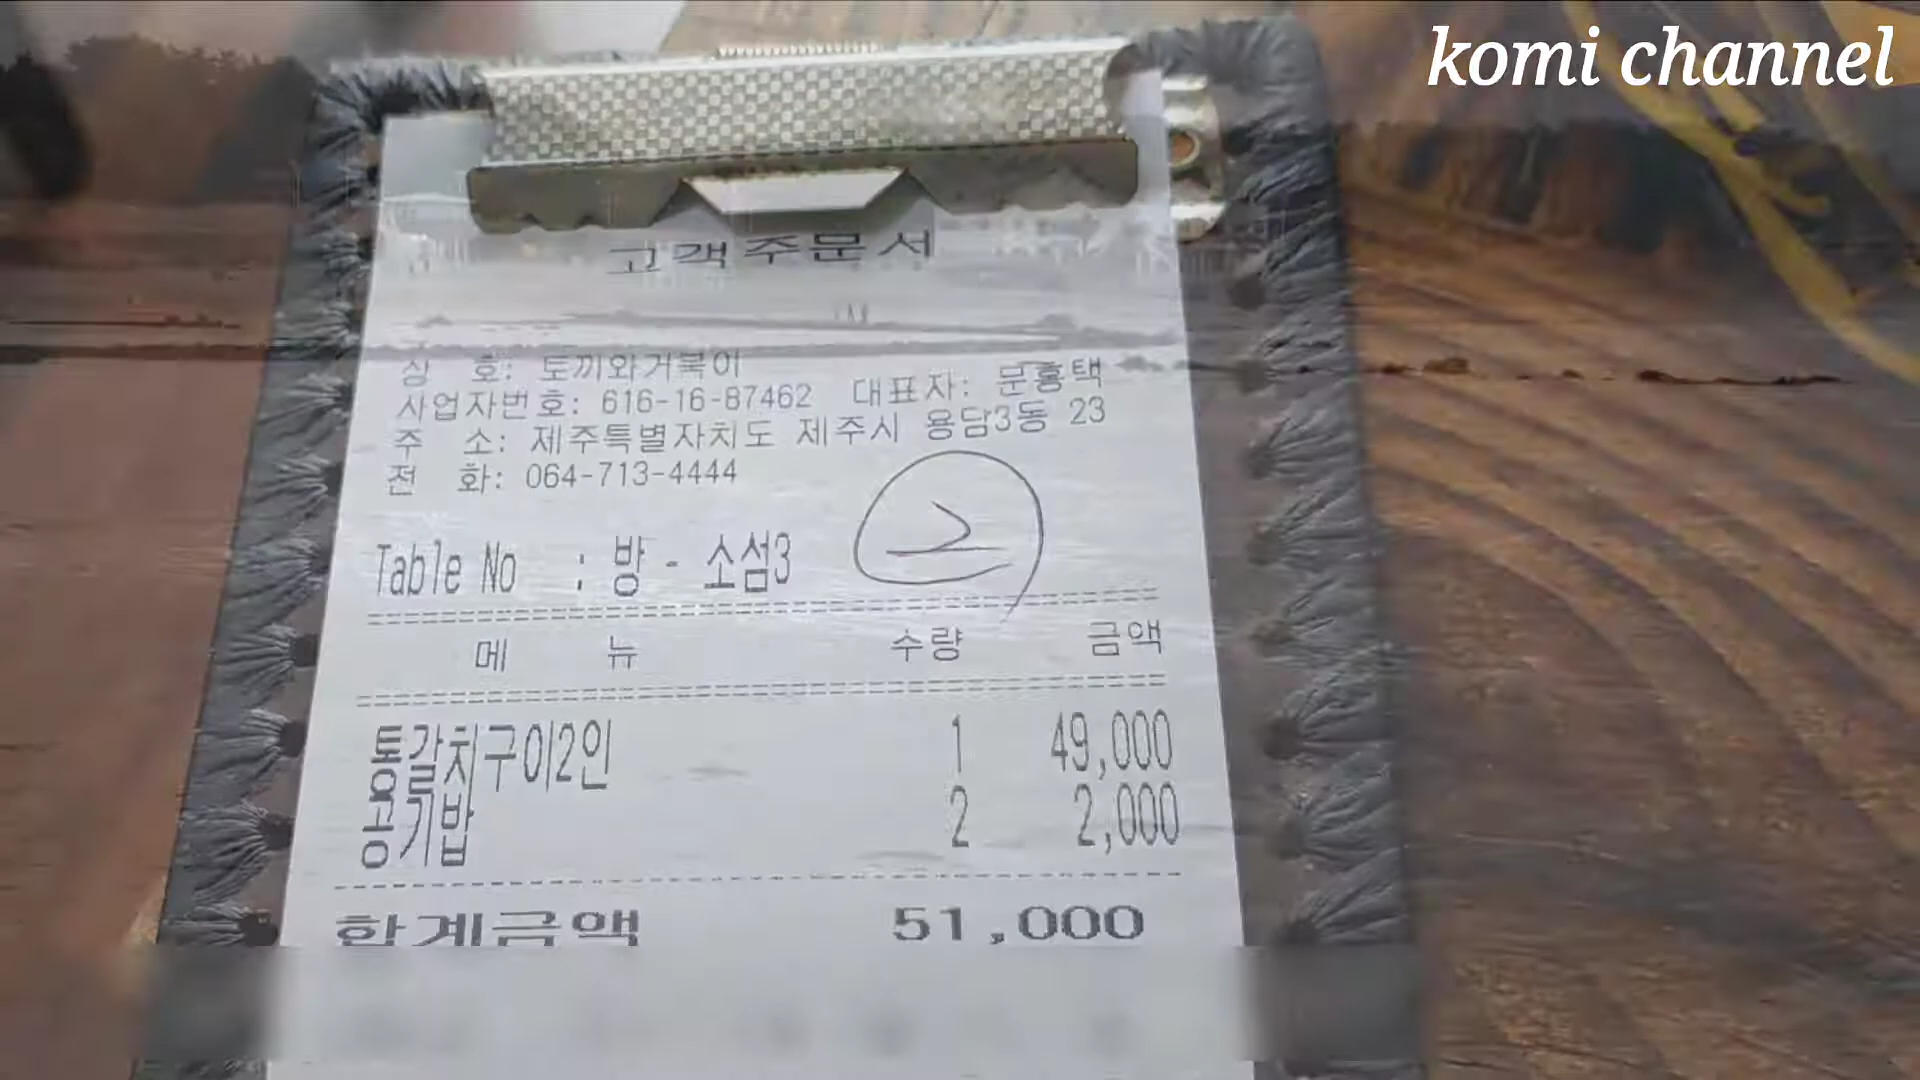 komi channel
고객주문서
상 호: 토끼와거북이
사업자번호: 616-16-87462 대표자: 문홍택
주 소: 제주특별자치도 제주시 용담3동 23
전 화: 064-713-4444
Table No : 방 - 소섬3
2
메 뉴 수량 금액
통갈치구이2인 1 49,000
공기밥 2 2,000
합계금액 51,000